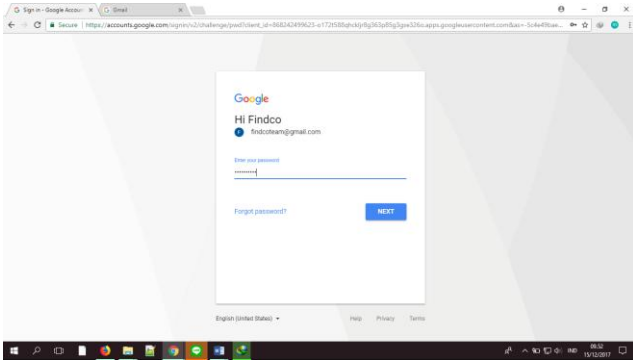 Sign in - Google Accoun
Gmail
Secure
Google
Hi Findco
findcoteam@gmail.com
Enter your password
Forgot password?
NEXT
English (United States)
Help Privacy Terms
IND
08.52
15/12/2017